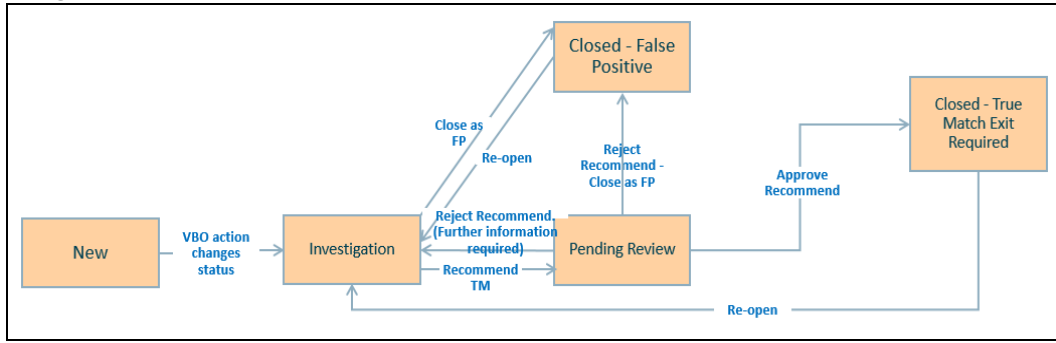 Closed - False
Positive
Closed - True
Match Exit
Required
Close as
FP
Re-open
Reject
Recommend -
Close as FP
Approve
Recommend
New
VBO action
changes
status
Investigation
Reject Recommend.
(Further information
required)
Recommend
TM
Pending Review
Re-open